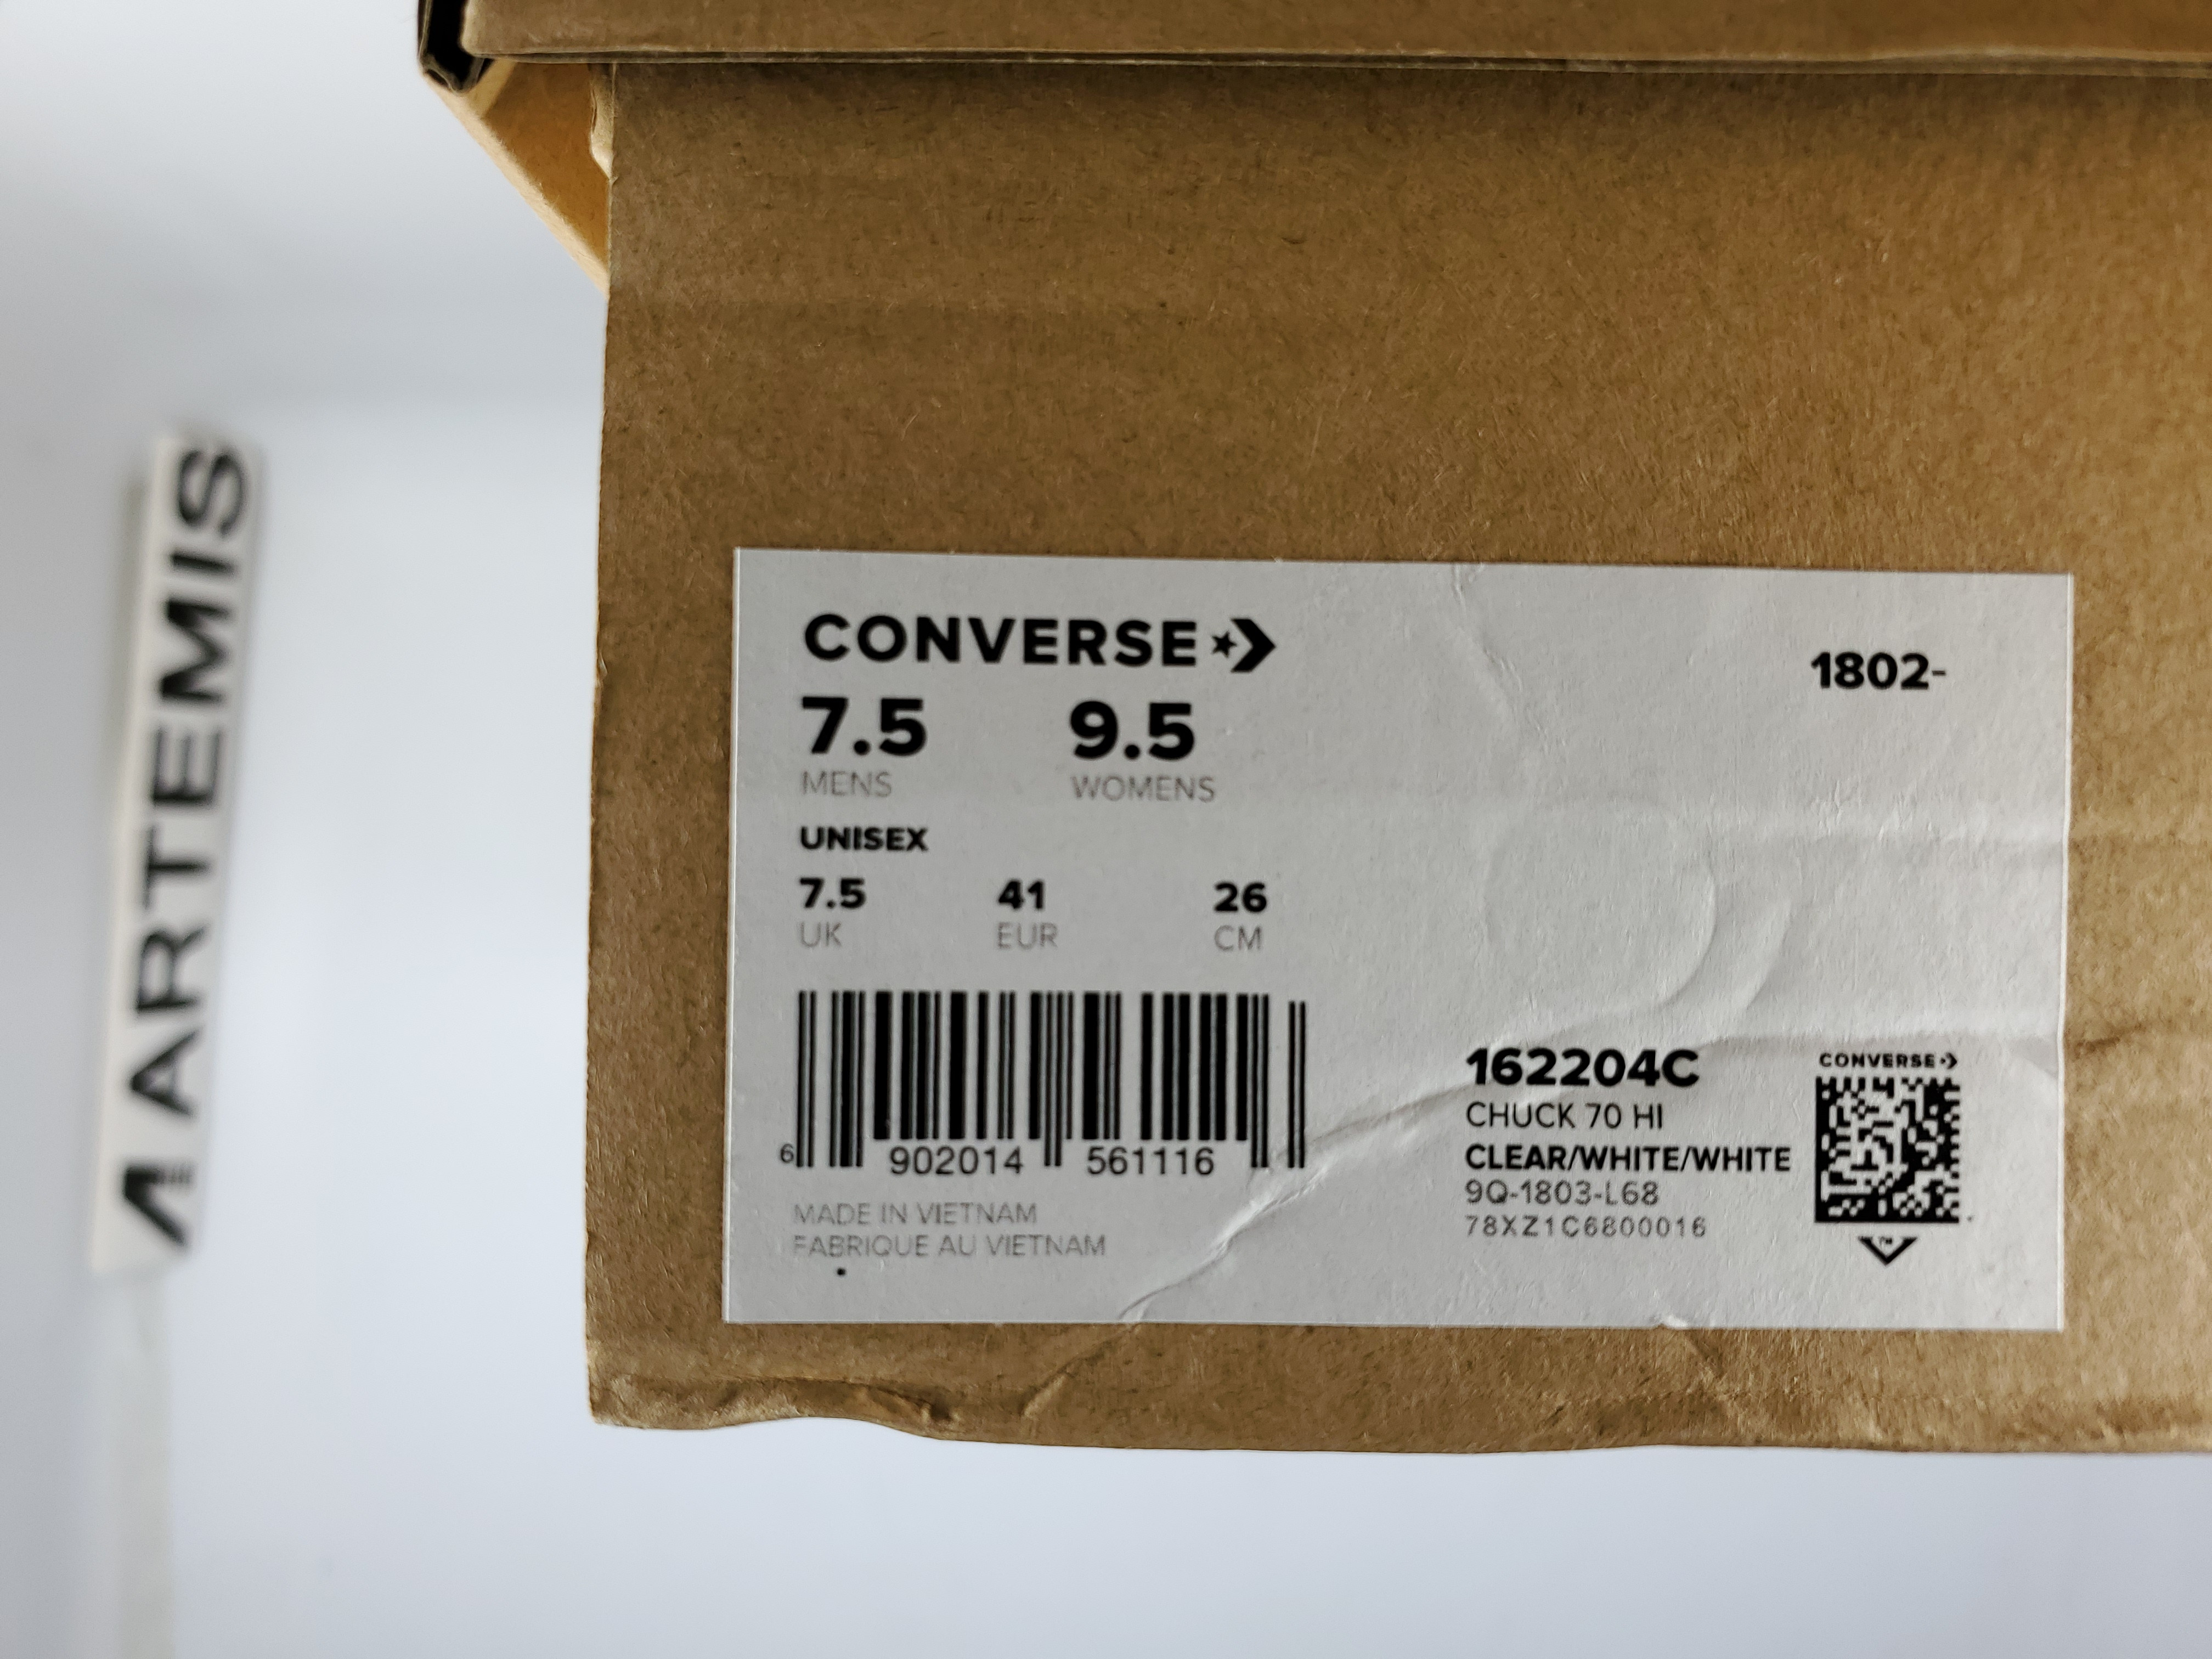 ARTEMIS
CONVERSE
1802-
7.5 9.5
MENS WOMENS
UNISEX
7.5 41 26
UK EUR CM
6 902014 561116
MADE IN VIETNAM
FABRIQUE AU VIETNAM
162204C
CHUCK 70 HI
CLEAR/WHITE/WHITE
9Q-1803-L68
78XZ1C6800016
CONVERSE
TM